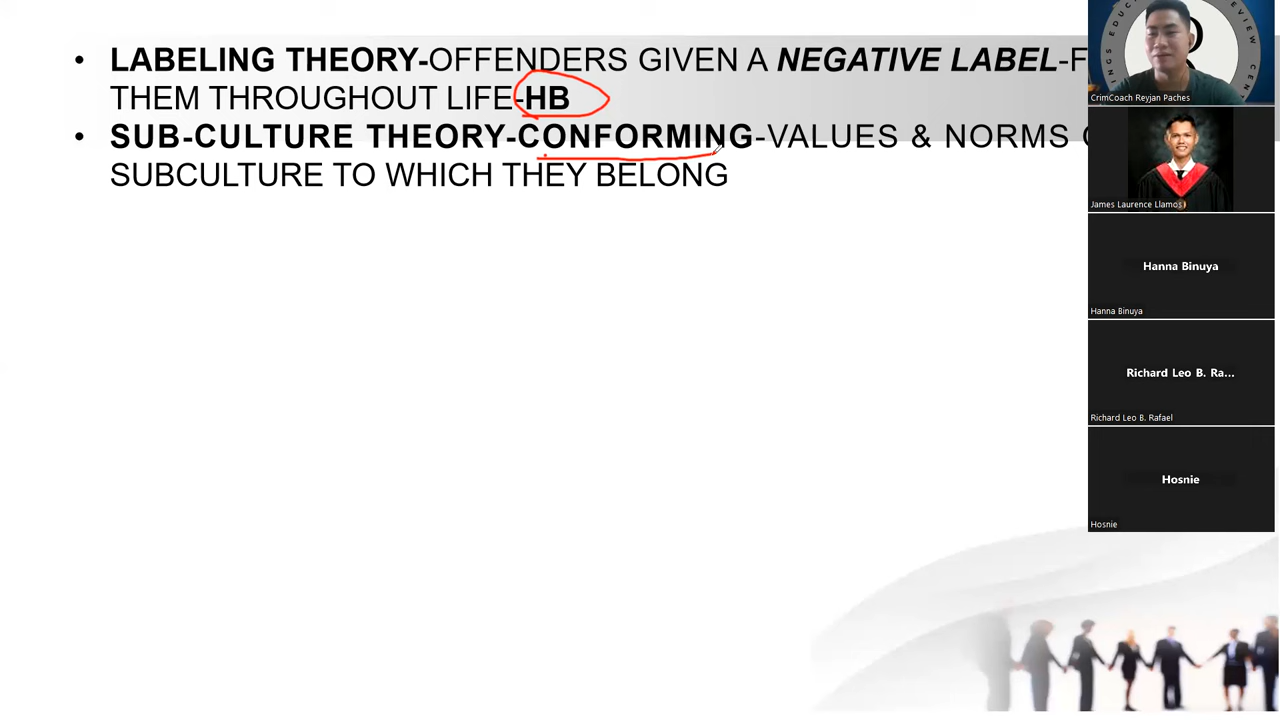 • LABELING THEORY-OFFENDERS GIVEN A NEGATIVE LABEL-F
THEM THROUGHOUT LIFE-HB
• SUB-CULTURE THEORY-CONFORMING-VALUES & NORMS
SUBCULTURE TO WHICH THEY BELONG
CrimCoach Reyjan Paches
James Laurence Llamos
Hanna Binuya
Hanna Binuya
Richard Leo B. Ra...
Richard Leo B. Rafael
Hosnie
Hosnie